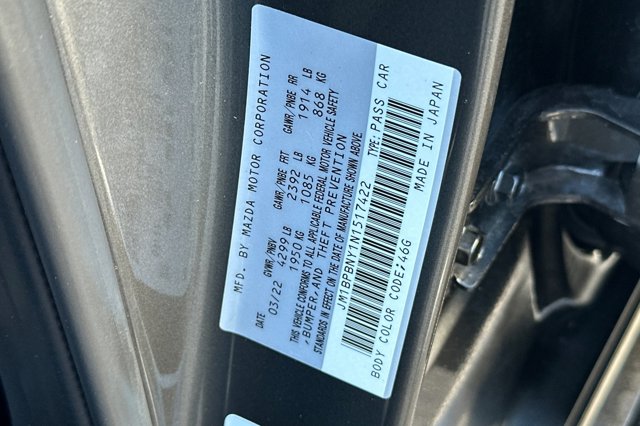 MFD. BY MAZDA MOTOR CORPORATION
DATE GVWR/PNBV GAWR/PNBE FRT GAWR/PNBE RR
03/22 4299 LB 2392 LB 1914 LB
1950 KG 1085 KG 868 KG
THIS VEHICLE CONFORMS TO ALL APPLICABLE FEDERAL MOTOR VEHICLE SAFETY
,BUMPER,AND THEFT PREVENTION
STANDARDS IN EFFECT ON THE DATE OF MANUFACTURE SHOWN ABOVE.
JM1BPBNY1N1517422 TYPE: PASS CAR
BODY COLOR CODE:46G MADE IN JAPAN